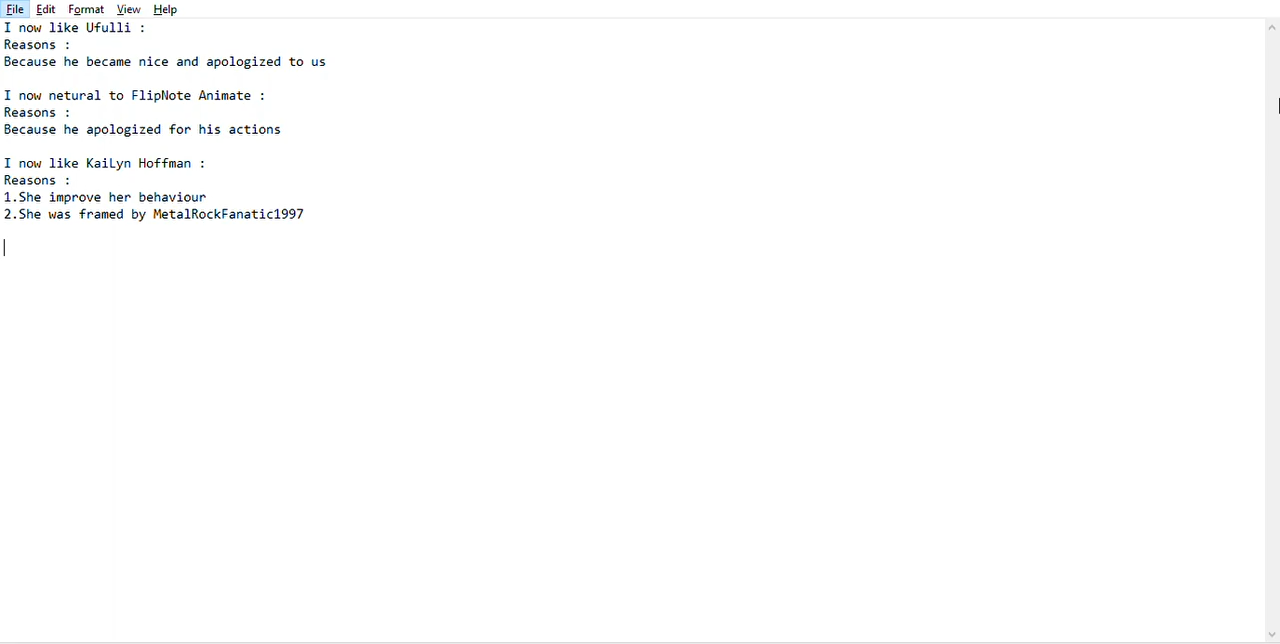 File Edit Format View Help
I now like Ufulli :
Reasons :
Because he became nice and apologized to us
I now netural to FlipNote Animate :
Reasons :
Because he apologized for his actions
I now like KaiLyn Hoffman :
Reasons :
1.She improve her behaviour
2.She was framed by MetalRockFanatic1997